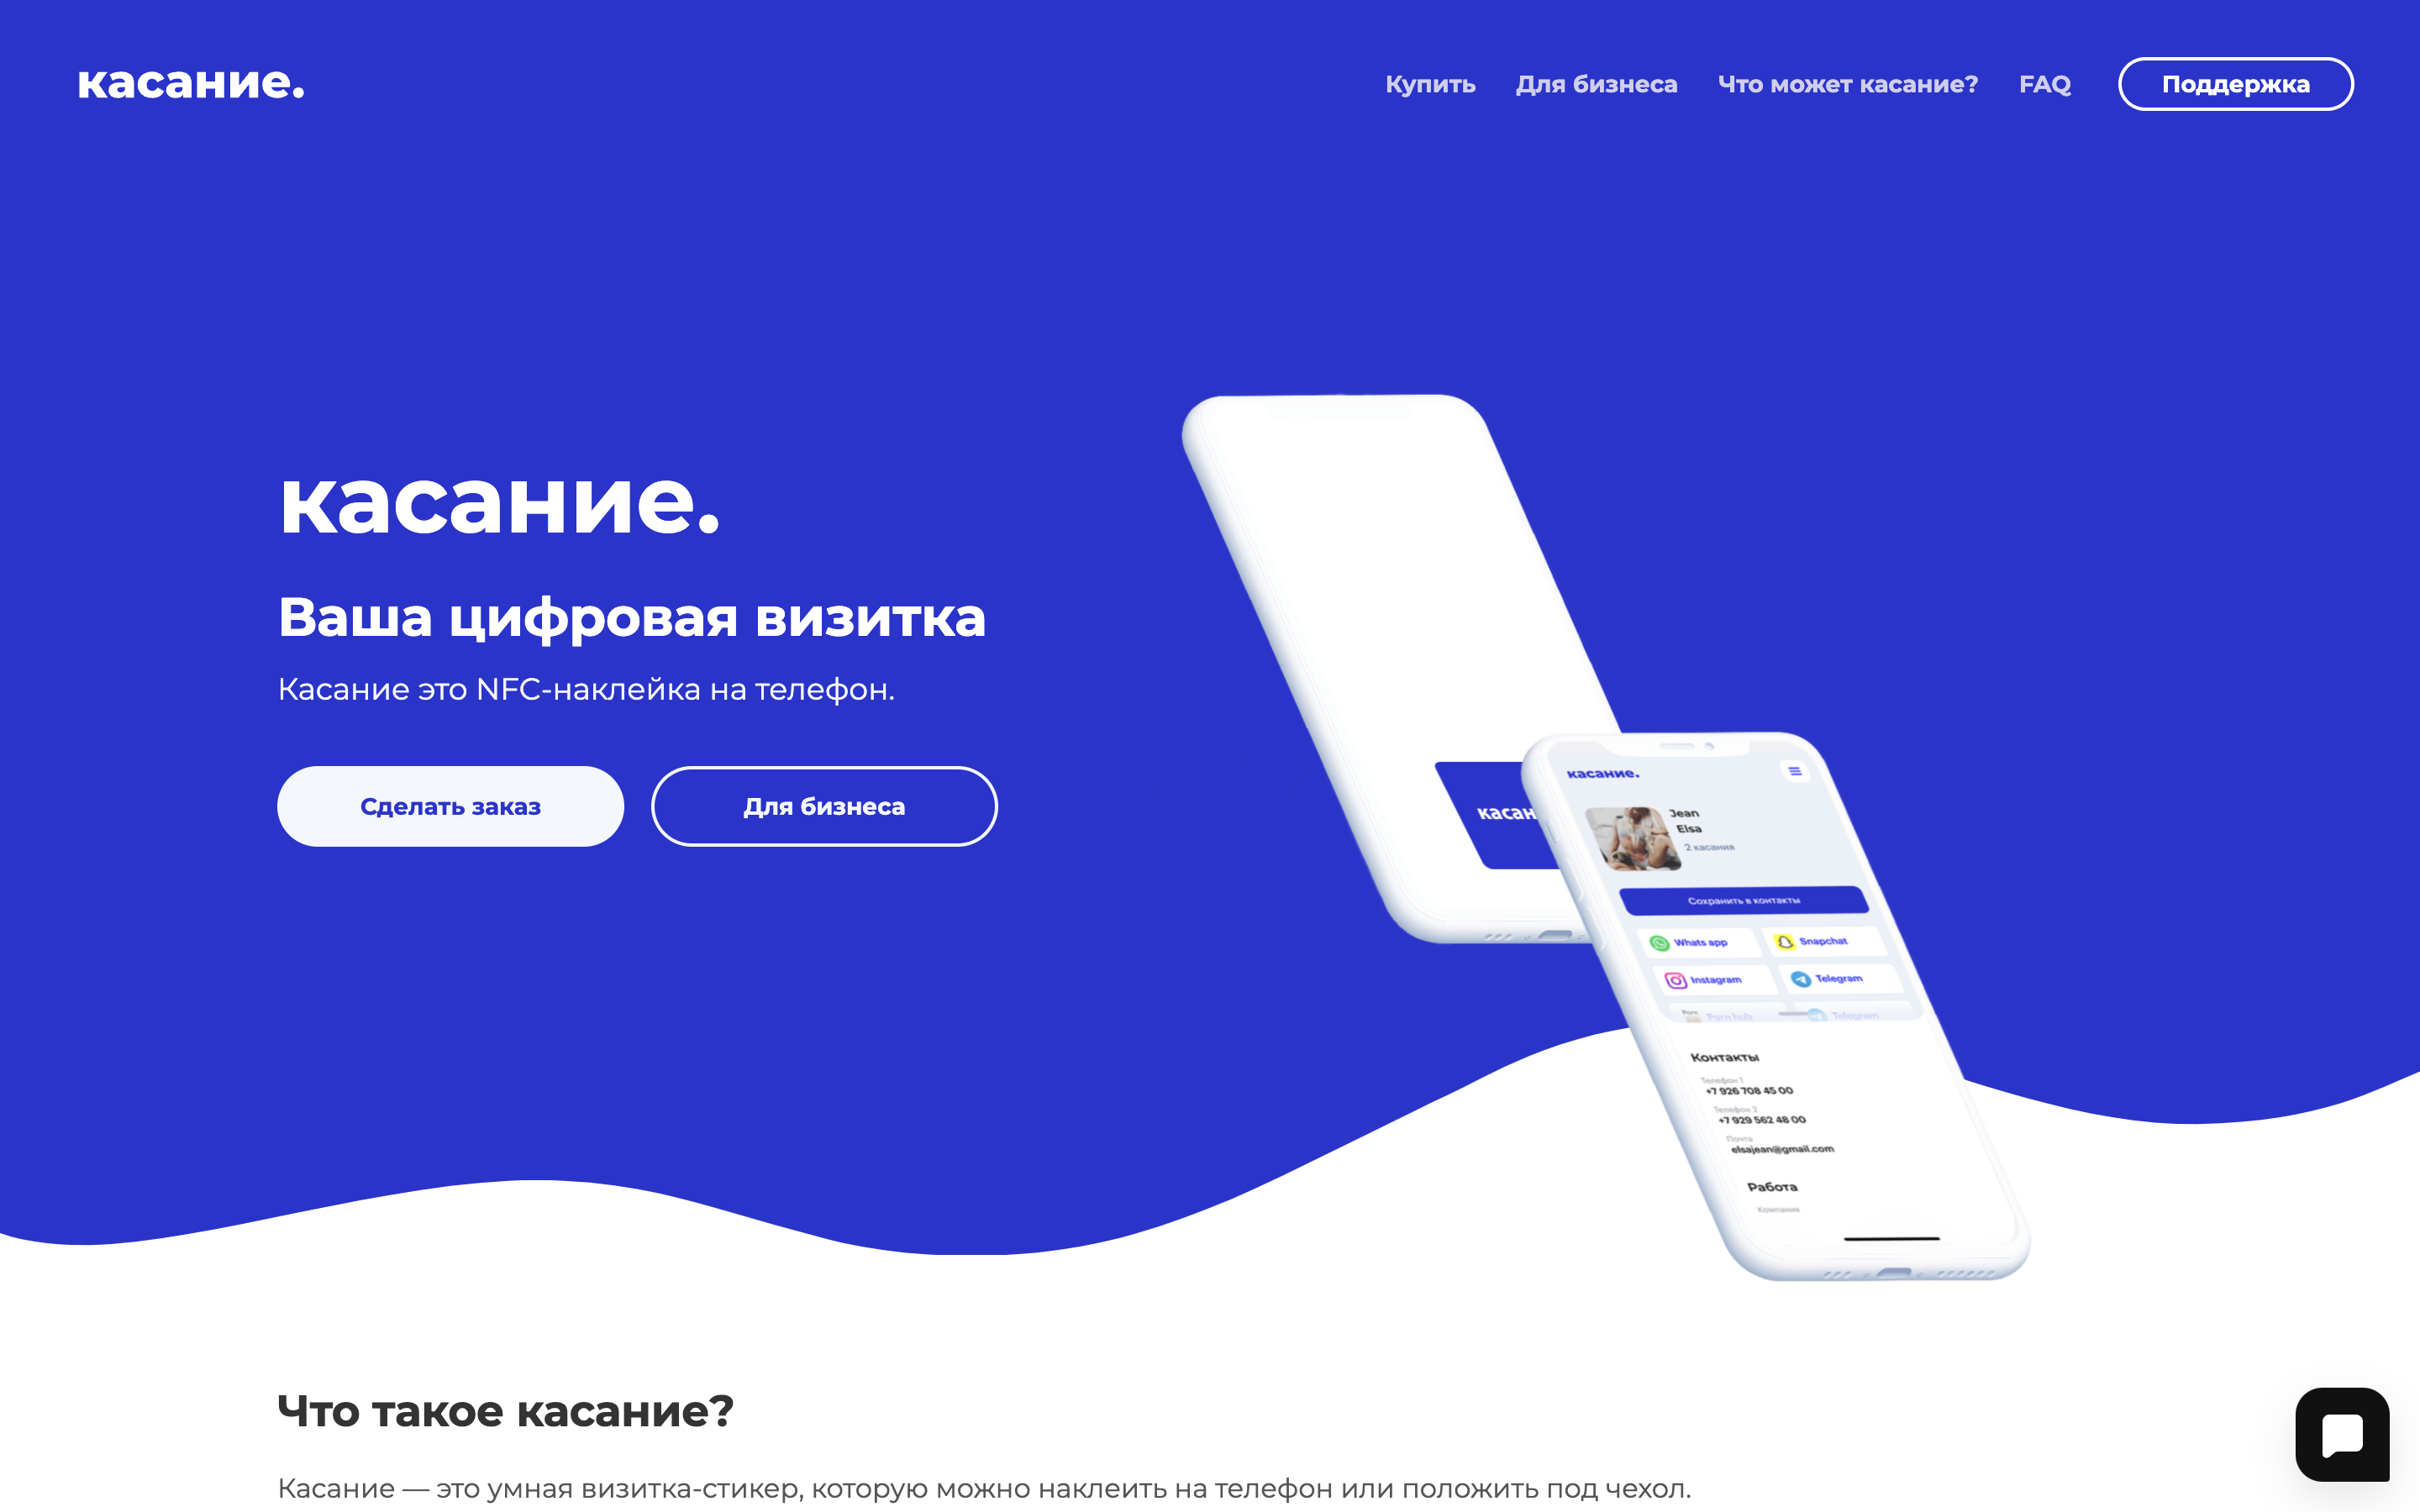 касание.
Купить Для бизнеса Что может касание? FAQ Поддержка
касание.
Ваша цифровая визитка
Касание это NFC-наклейка на телефон.
Сделать заказ Для бизнеса
касан
касание.
Jean
Elsa
2 касания
Сохранить в контакты
Whats app Snapchat
Instagram Telegram
Porn hub Telegram
Контакты
Телефон 1
+7 926 708 45 00
Телефон 2
+7 929 562 48 00
Почта
elsajean@gmail.com
Работа
Компания
Что такое касание?
Касание — это умная визитка-стикер, которую можно наклеить на телефон или положить под чехол.